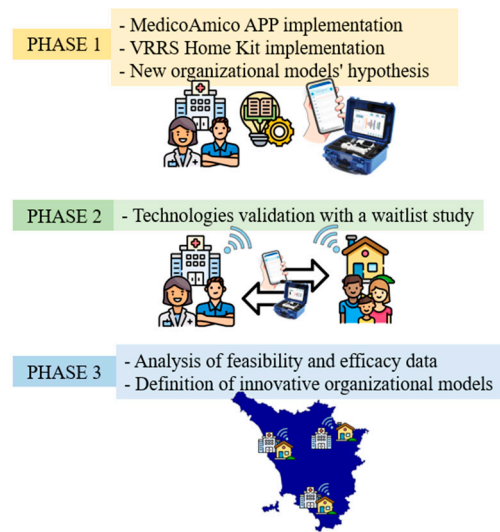 PHASE 1
- MedicoAmico APP implementation
- VRRS Home Kit implementation
- New organizational models' hypothesis
PHASE 2
- Technologies validation with a waitlist study
PHASE 3
- Analysis of feasibility and efficacy data
- Definition of innovative organizational models